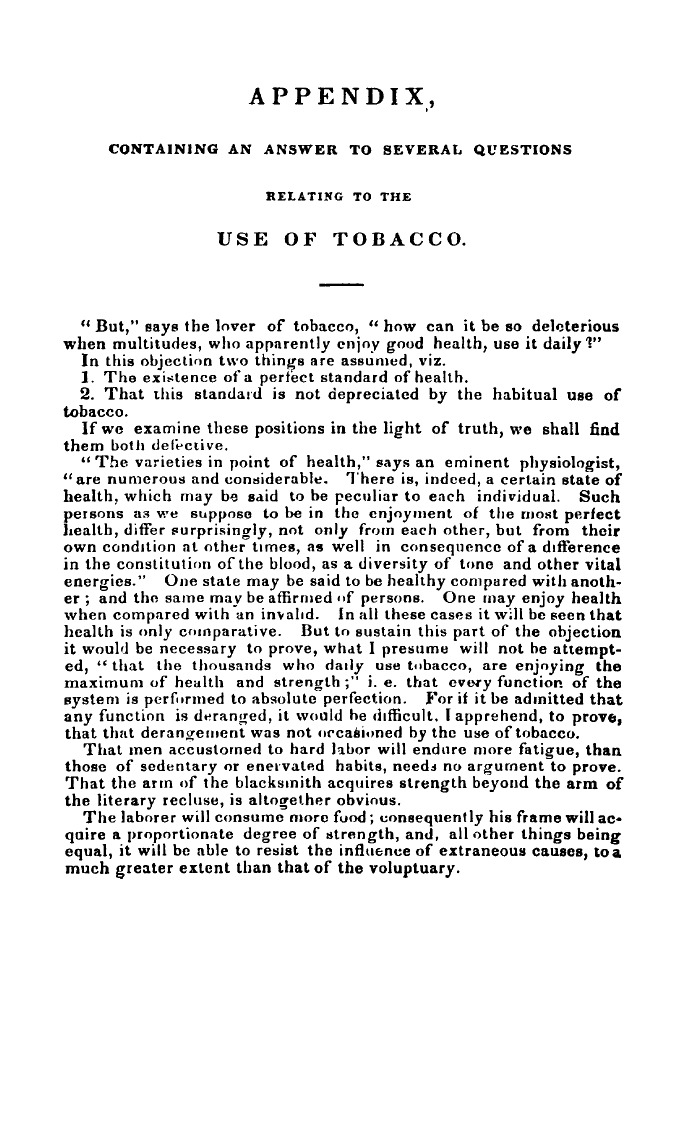 APPENDIX,
CONTAINING AN ANSWER TO SEVERAL QUESTIONS
RELATING TO THE
USE OF TOBACCO.
“ But,” says the lover of tobacco, “ how can it be so deleterious
when multitudes, who apparently enjoy good health, use it daily ?”
In this objection two things are assumed, viz.
1. The existence of a perfect standard of health.
2. That this standard is not depreciated by the habitual use of
tobacco.
If we examine these positions in the light of truth, we shall find
them both defective.
“ The varieties in point of health,” says an eminent physiologist,
“ are numerous and considerable. There is, indeed, a certain state of
health, which may be said to be peculiar to each individual. Such
persons as we suppose to be in the enjoyment of the most perfect
health, differ surprisingly, not only from each other, but from their
own condition at other times, as well in consequence of a difference
in the constitution of the blood, as a diversity of tone and other vital
energies.” One state may be said to be healthy compared with anoth-
er ; and the same may be affirmed of persons. One may enjoy health
when compared with an invalid. In all these cases it will be seen that
health is only comparative. But to sustain this part of the objection
it would be necessary to prove, what I presume will not be attempt-
ed, “ that the thousands who daily use tobacco, are enjoying the
maximum of health and strength ;” i. e. that every function of the
system is performed to absolute perfection. For if it be admitted that
any function is deranged, it would be difficult, I apprehend, to prove,
that that derangement was not occasioned by the use of tobacco.
That men accustomed to hard labor will endure more fatigue, than
those of sedentary or enervated habits, needs no argument to prove.
That the arm of the blacksmith acquires strength beyond the arm of
the literary recluse, is altogether obvious.
The laborer will consume more food ; consequently his frame will ac-
quire a proportionate degree of strength, and, all other things being
equal, it will be able to resist the influence of extraneous causes, to a
much greater extent than that of the voluptuary.